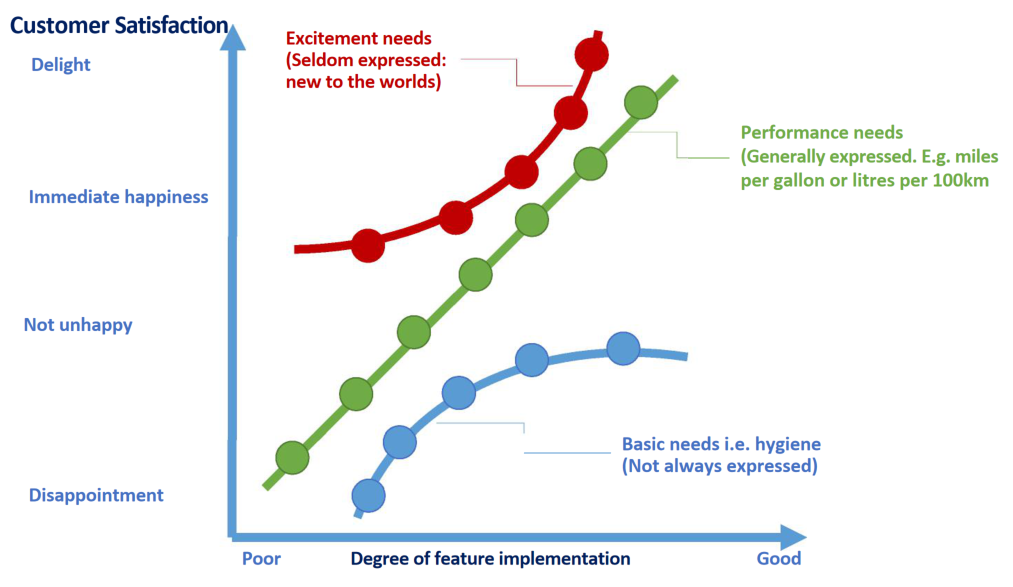 Customer Satisfaction
Delight
Excitement needs
(Seldom expressed:
new to the worlds)
Performance needs
(Generally expressed. E.g. miles
per gallon or litres per 100km
Immediate happiness
Not unhappy
Basic needs i.e. hygiene
(Not always expressed)
Disappointment
Poor
Degree of feature implementation
Good